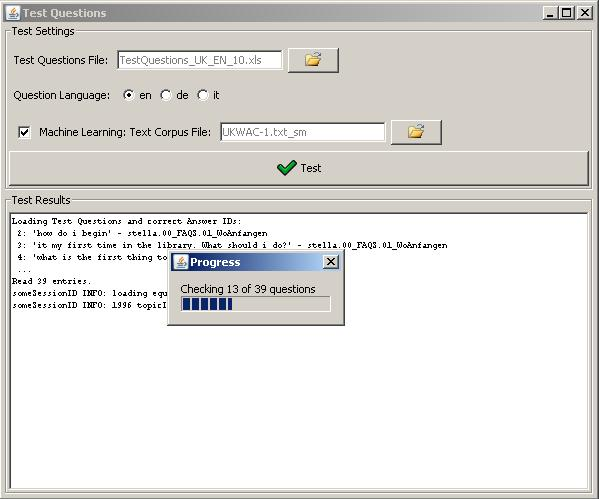 Test Questions
Test Settings
Test Questions File: TestQuestions_UK_EN_10.xls
Question Language: en de it
Machine Learning: Text Corpus File: UKWAC-1.txt_sm
Test
Test Results
Loading Test Questions and correct Answer IDs:
2: 'how do i begin' - stella.00_FAQS.01_WoAnfangen
3: 'it my first time in the library. What should i do?' - stella.00_FAQS.01_WoAnfangen
4: 'what is the first thing to
...
Read 39 entries.
someSessionID INFO: loading equ
someSessionID INFO: 1996 topicI
Progress
Checking 13 of 39 questions